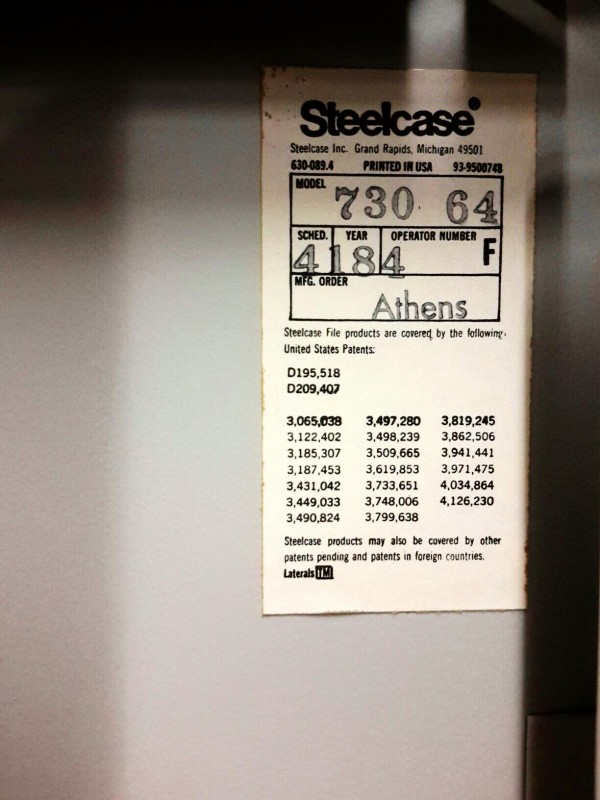 Steelcase
Steelcase Inc. Grand Rapids, Michigan 49501
630-089.4 PRINTED IN USA 93-9500748
MODEL 730 64
SCHED. YEAR OPERATOR NUMBER F
4 184
MFG. ORDER
Athens
Steelcase File products are covered by the following
United States Patents:
D195,518
D209,407
3,065,038 3,497,280 3,819,245
3,122,402 3,498,239 3,862,506
3,185,307 3,509,665 3,941,441
3,187,453 3,619,853 3,971,475
3,431,042 3,733,651 4,034,864
3,449,033 3,748,006 4,126,230
3,490,824 3,799,638
Steelcase products may also be covered by other
patents pending and patents in foreign countries.
Laterals TM